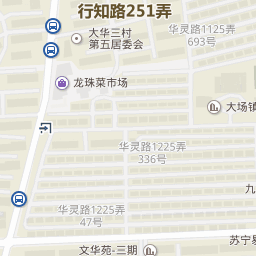 行知路251弄
华灵路1225弄
693号
大华三村
第五居委会
龙珠菜市场
大场镇
华灵路1225弄
336号
九
华灵路1225弄
47号
文华苑-三期
苏宁易